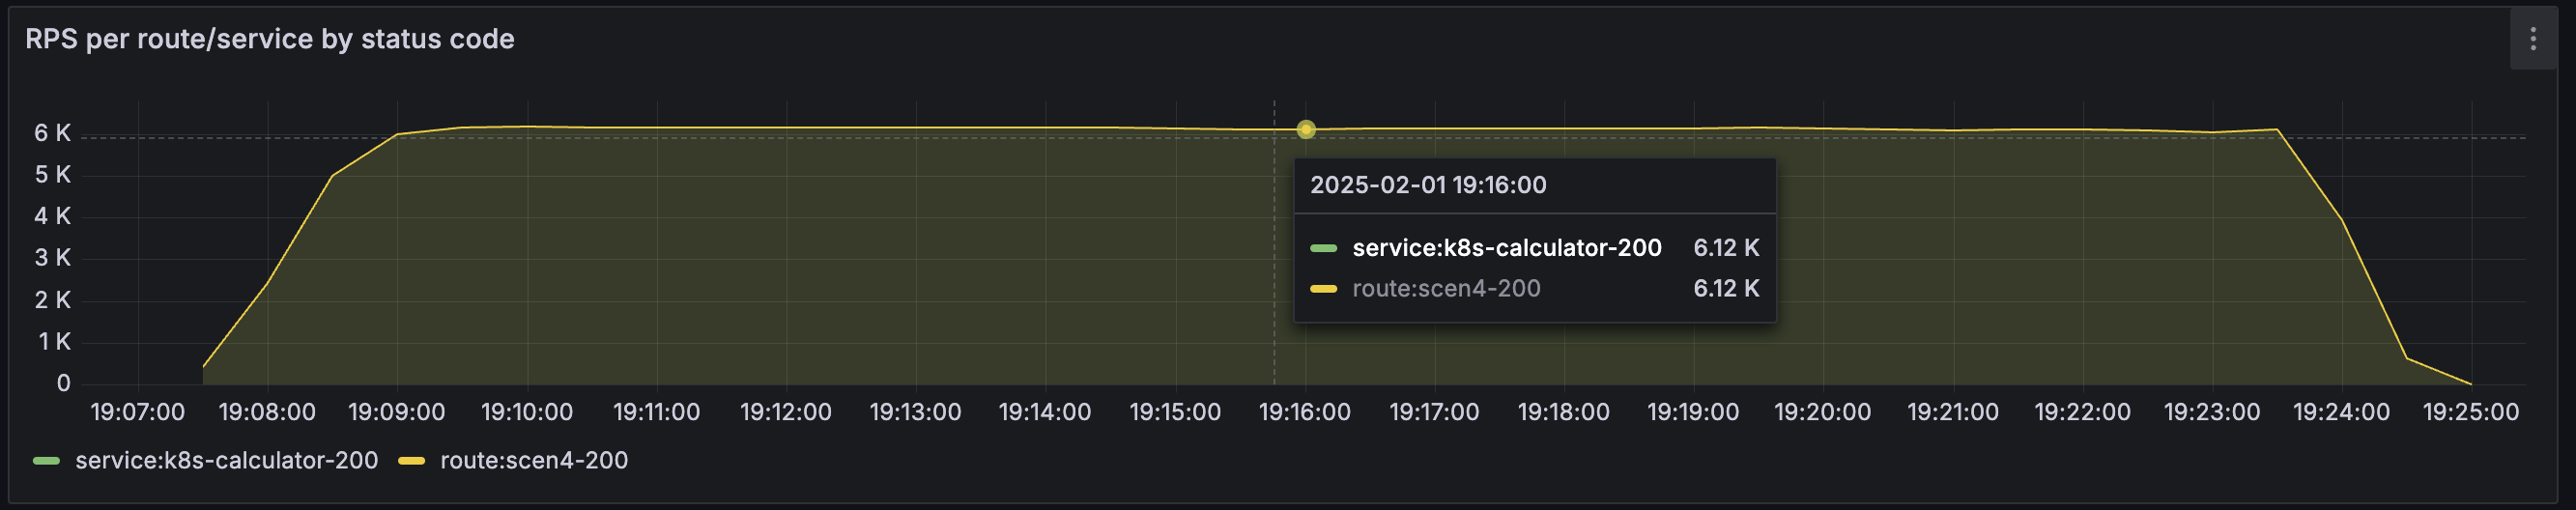 RPS per route/service by status code
6 K
5 K
4 K
3 K
2 K
1 K
0
2025-02-01 19:16:00
service:k8s-calculator-200 6.12 K
route:scen4-200 6.12 K
19:07:00 19:08:00 19:09:00 19:10:00 19:11:00 19:12:00 19:13:00 19:14:00 19:15:00 19:16:00 19:17:00 19:18:00 19:19:00 19:20:00 19:21:00 19:22:00 19:23:00 19:24:00 19:25:00
service:k8s-calculator-200 route:scen4-200